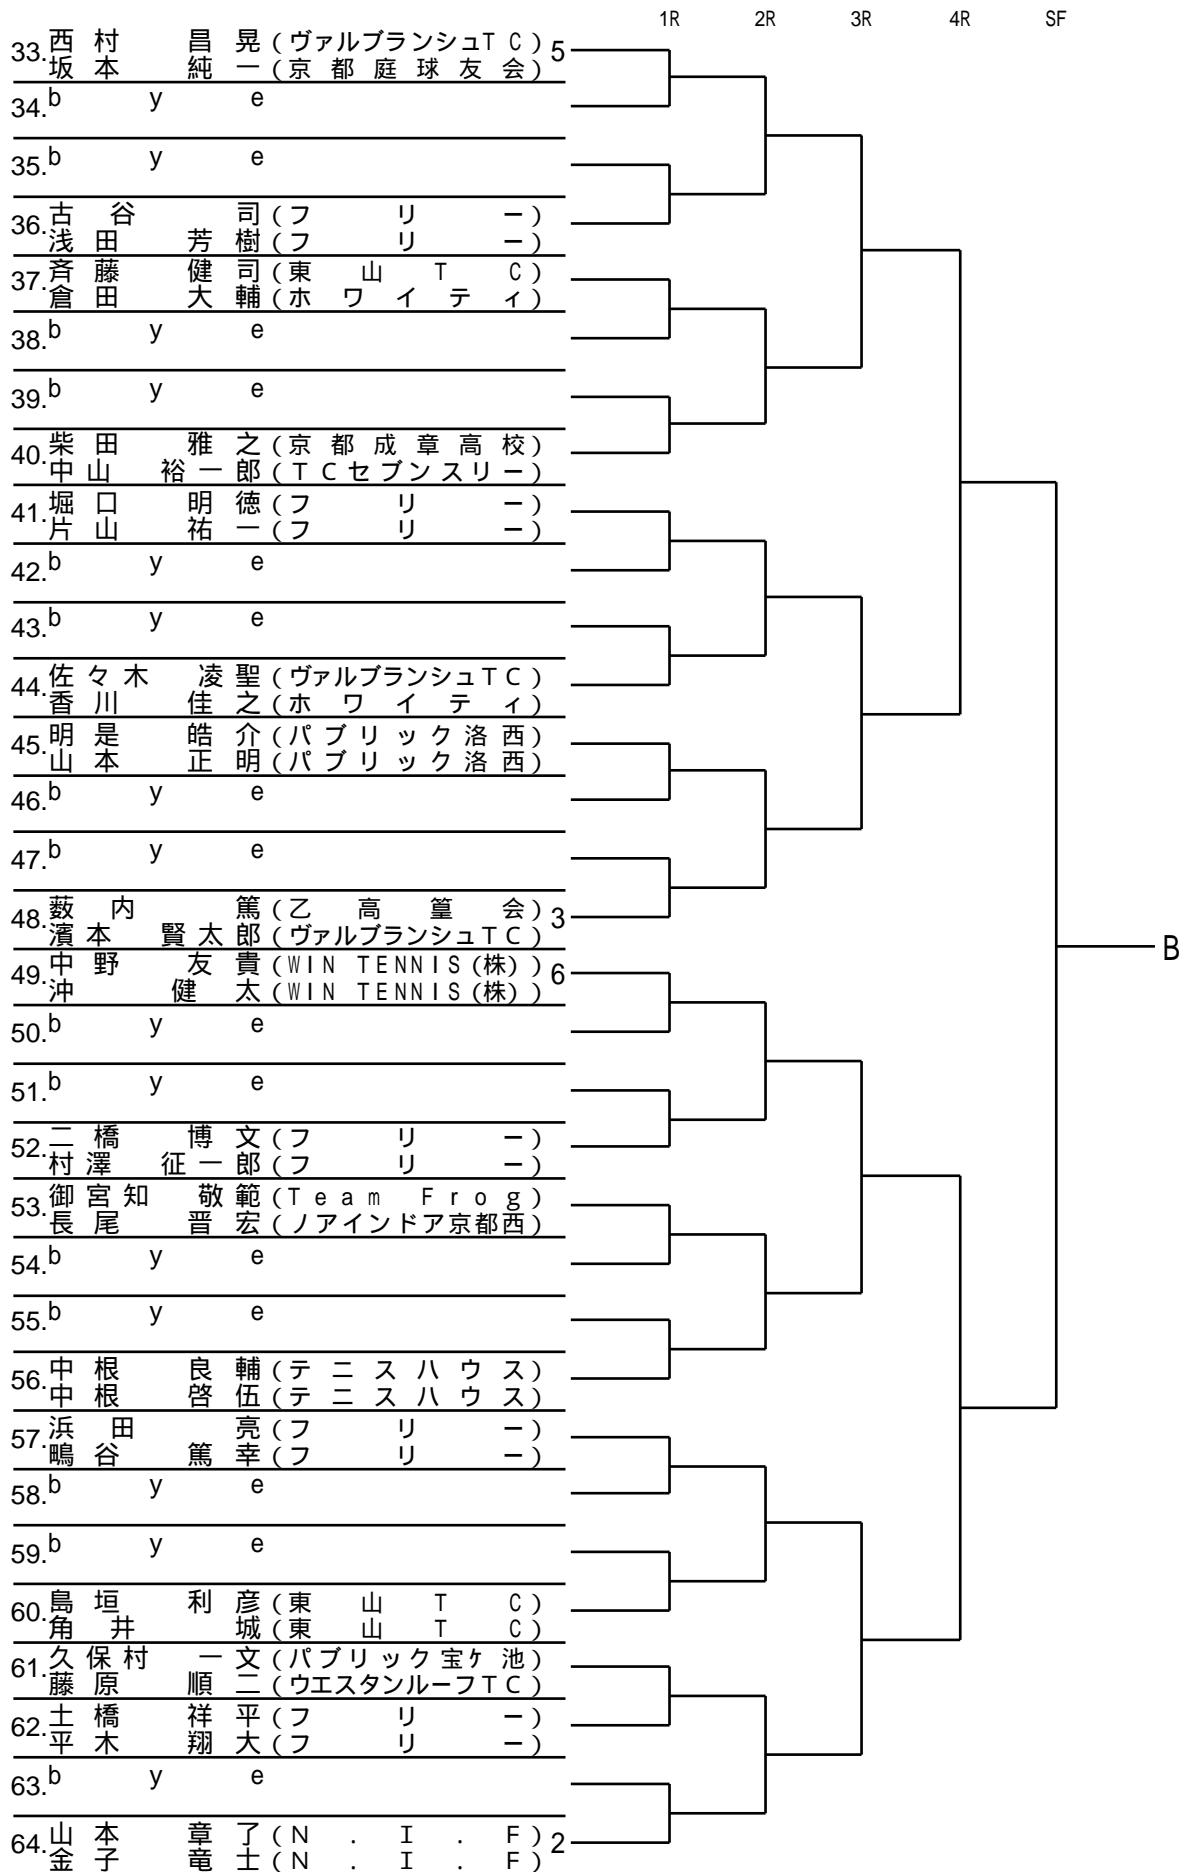 1R 2R 3R 4R SF
33. 西村 昌晃 (ヴァルブランシュTC) 5
坂本 純一 (京都庭球友会)
34. bye
35. bye
36. 古谷 司 (フリー)
浅田 芳樹 (フリー)
37. 斉藤 健司 (東山TC)
倉田 大輔 (ホワイティ)
38. bye
39. bye
40. 柴田 雅之 (京都成章高校)
中山 裕一郎 (TCセブンスリー)
41. 堀口 明徳 (フリー)
片山 祐一 (フリー)
42. bye
43. bye
44. 佐々木 凌聖 (ヴァルブランシュTC)
香川 佳之 (ホワイティ)
45. 明是 皓介 (パブリック洛西)
山本 正明 (パブリック洛西)
46. bye
47. bye
48. 薮内 篤 (乙高篁会) 3
濱本 賢太郎 (ヴァルブランシュTC)
B
49. 中野 友貴 (WIN TENNIS(株)) 6
沖 健太 (WIN TENNIS(株))
50. bye
51. bye
52. 二橋 博文 (フリー)
村澤 征一郎 (フリー)
53. 御宮知 敬範 (Team Frog)
長尾 晋宏 (ノアインドア京都西)
54. bye
55. bye
56. 中根 良輔 (テニスハウス)
中根 啓伍 (テニスハウス)
57. 浜田 亮 (フリー)
鴫谷 篤幸 (フリー)
58. bye
59. bye
60. 島垣 利彦 (東山TC)
角井 城 (東山TC)
61. 久保村 一文 (パブリック宝ケ池)
藤原 順二 (ウエスタンルーフTC)
62. 土橋 祥平 (フリー)
平木 翔大 (フリー)
63. bye
64. 山本 章了 (N.I.F) 2
金子 竜士 (N.I.F)